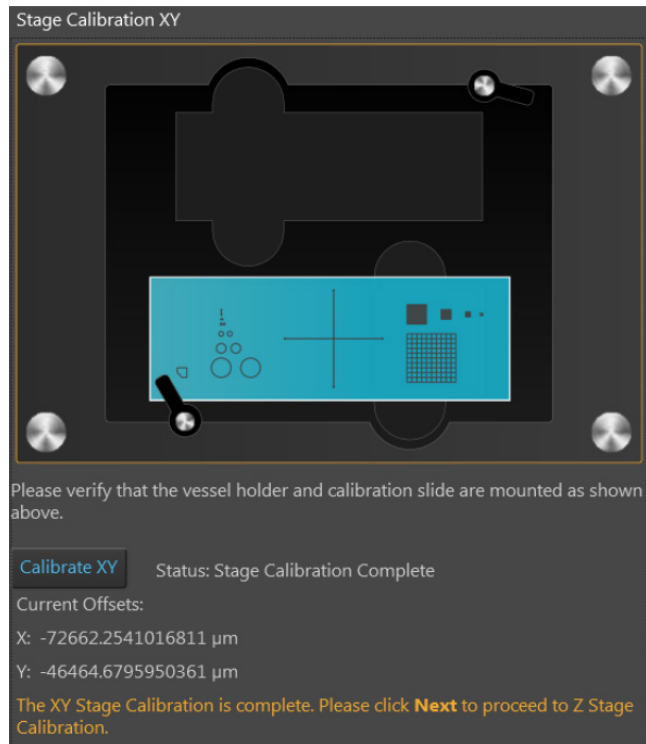 Stage Calibration XY
Please verify that the vessel holder and calibration slide are mounted as shown
above.
Calibrate XY
Status: Stage Calibration Complete
Current Offsets:
X: -72662.2541016811 µm
Y: -46464.6795950361 µm
The XY Stage Calibration is complete. Please click Next to proceed to Z Stage
Calibration.